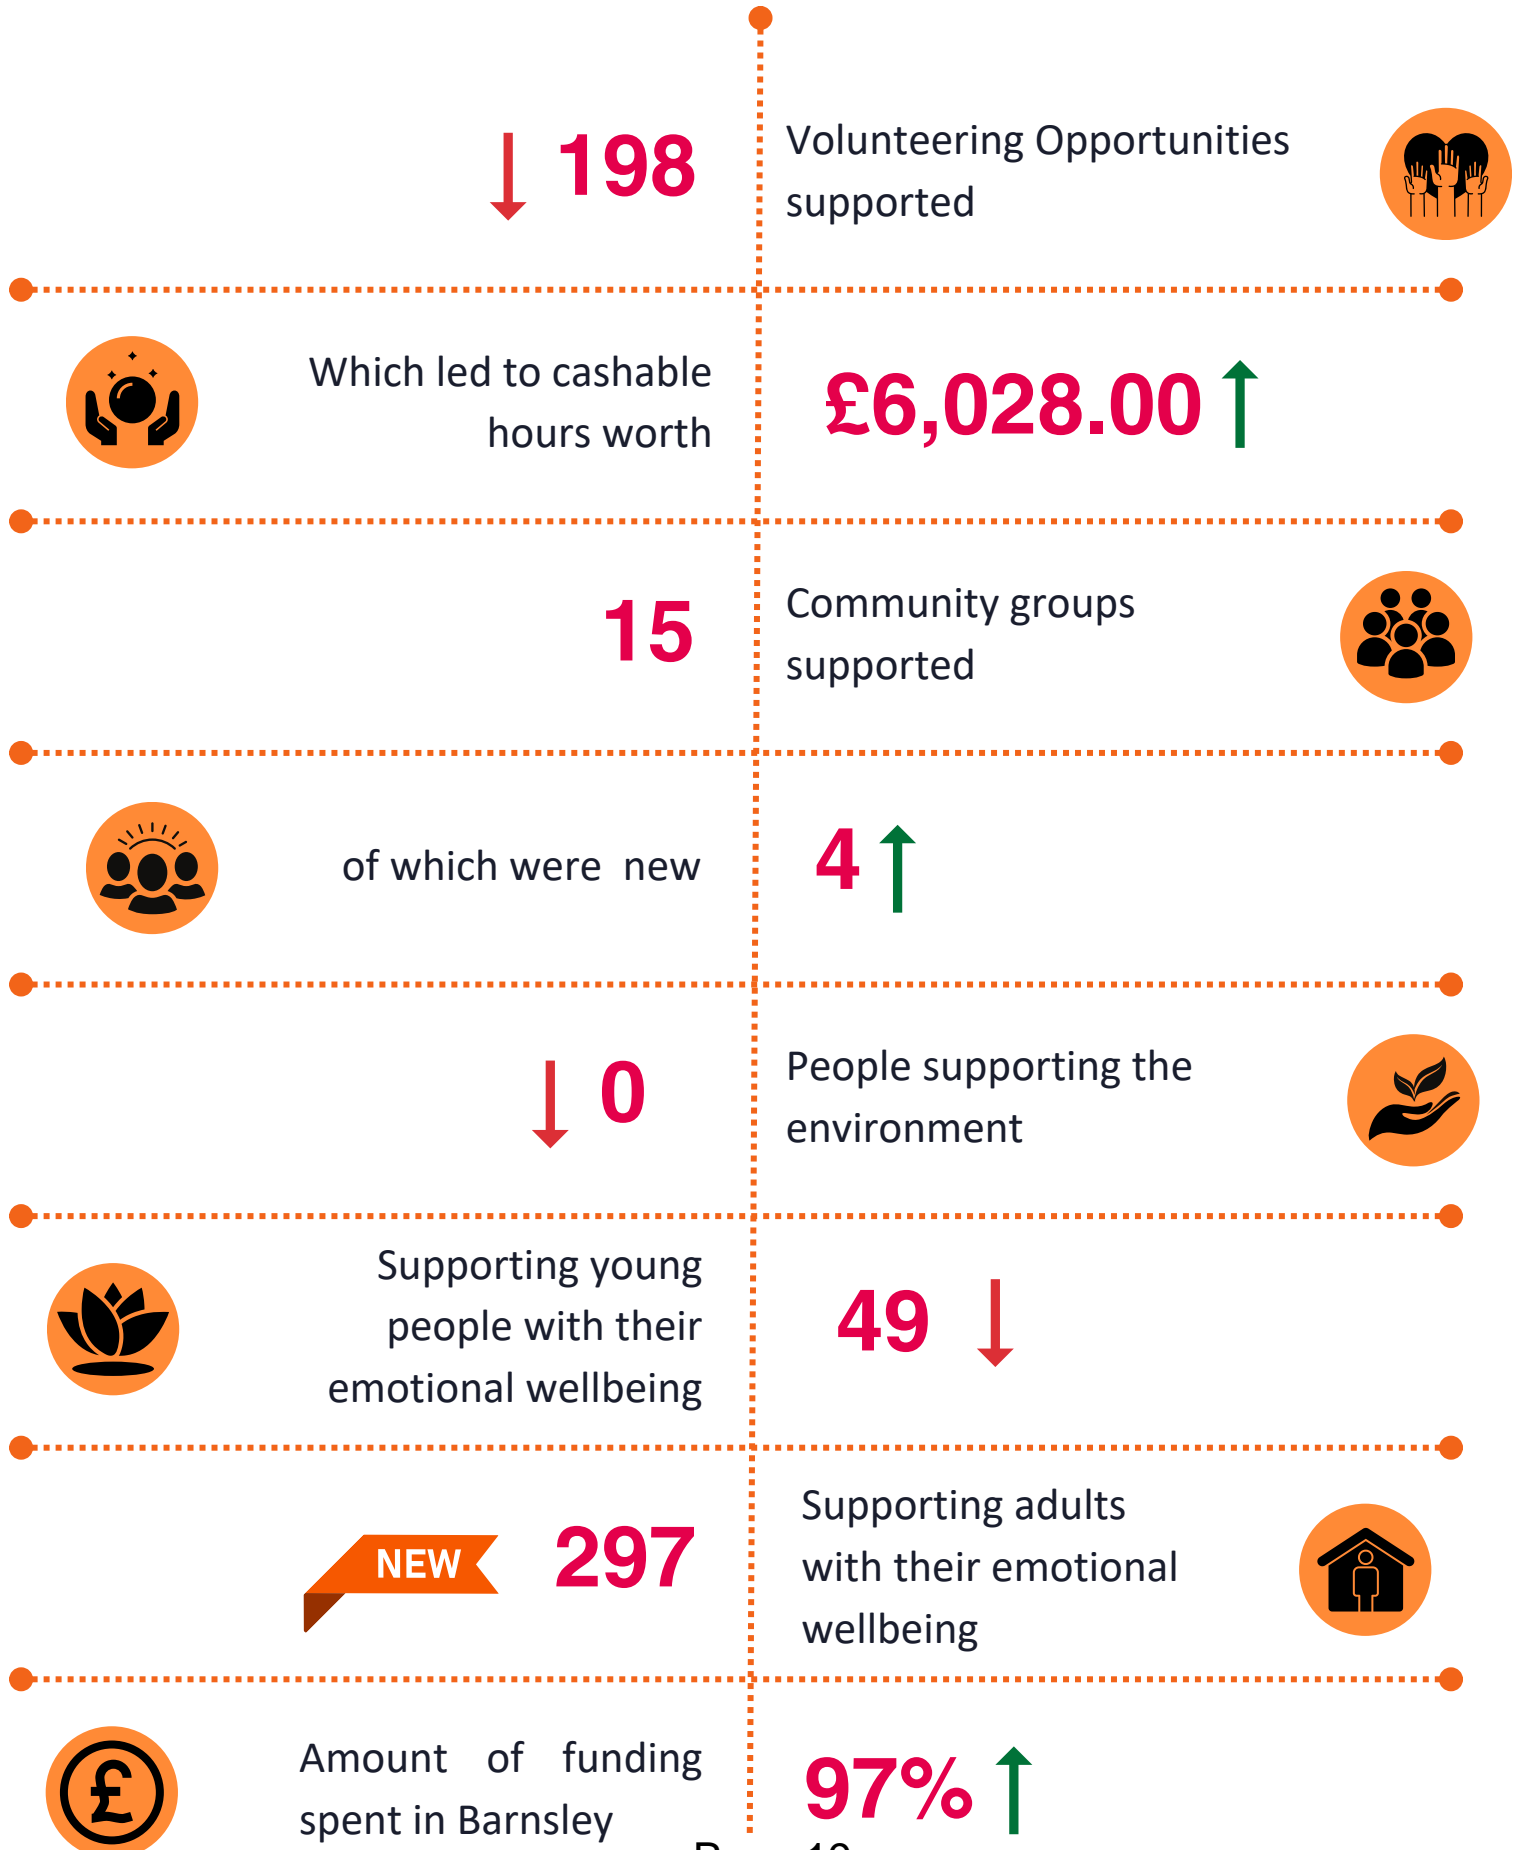 198
Volunteering Opportunities
supported
Which led to cashable
hours worth
£6,028.00
15
Community groups
supported
of which were new
4
0
People supporting the
environment
Supporting young
people with their
emotional wellbeing
49
NEW
297
Supporting adults
with their emotional
wellbeing
Amount of funding
spent in Barnsley
97%